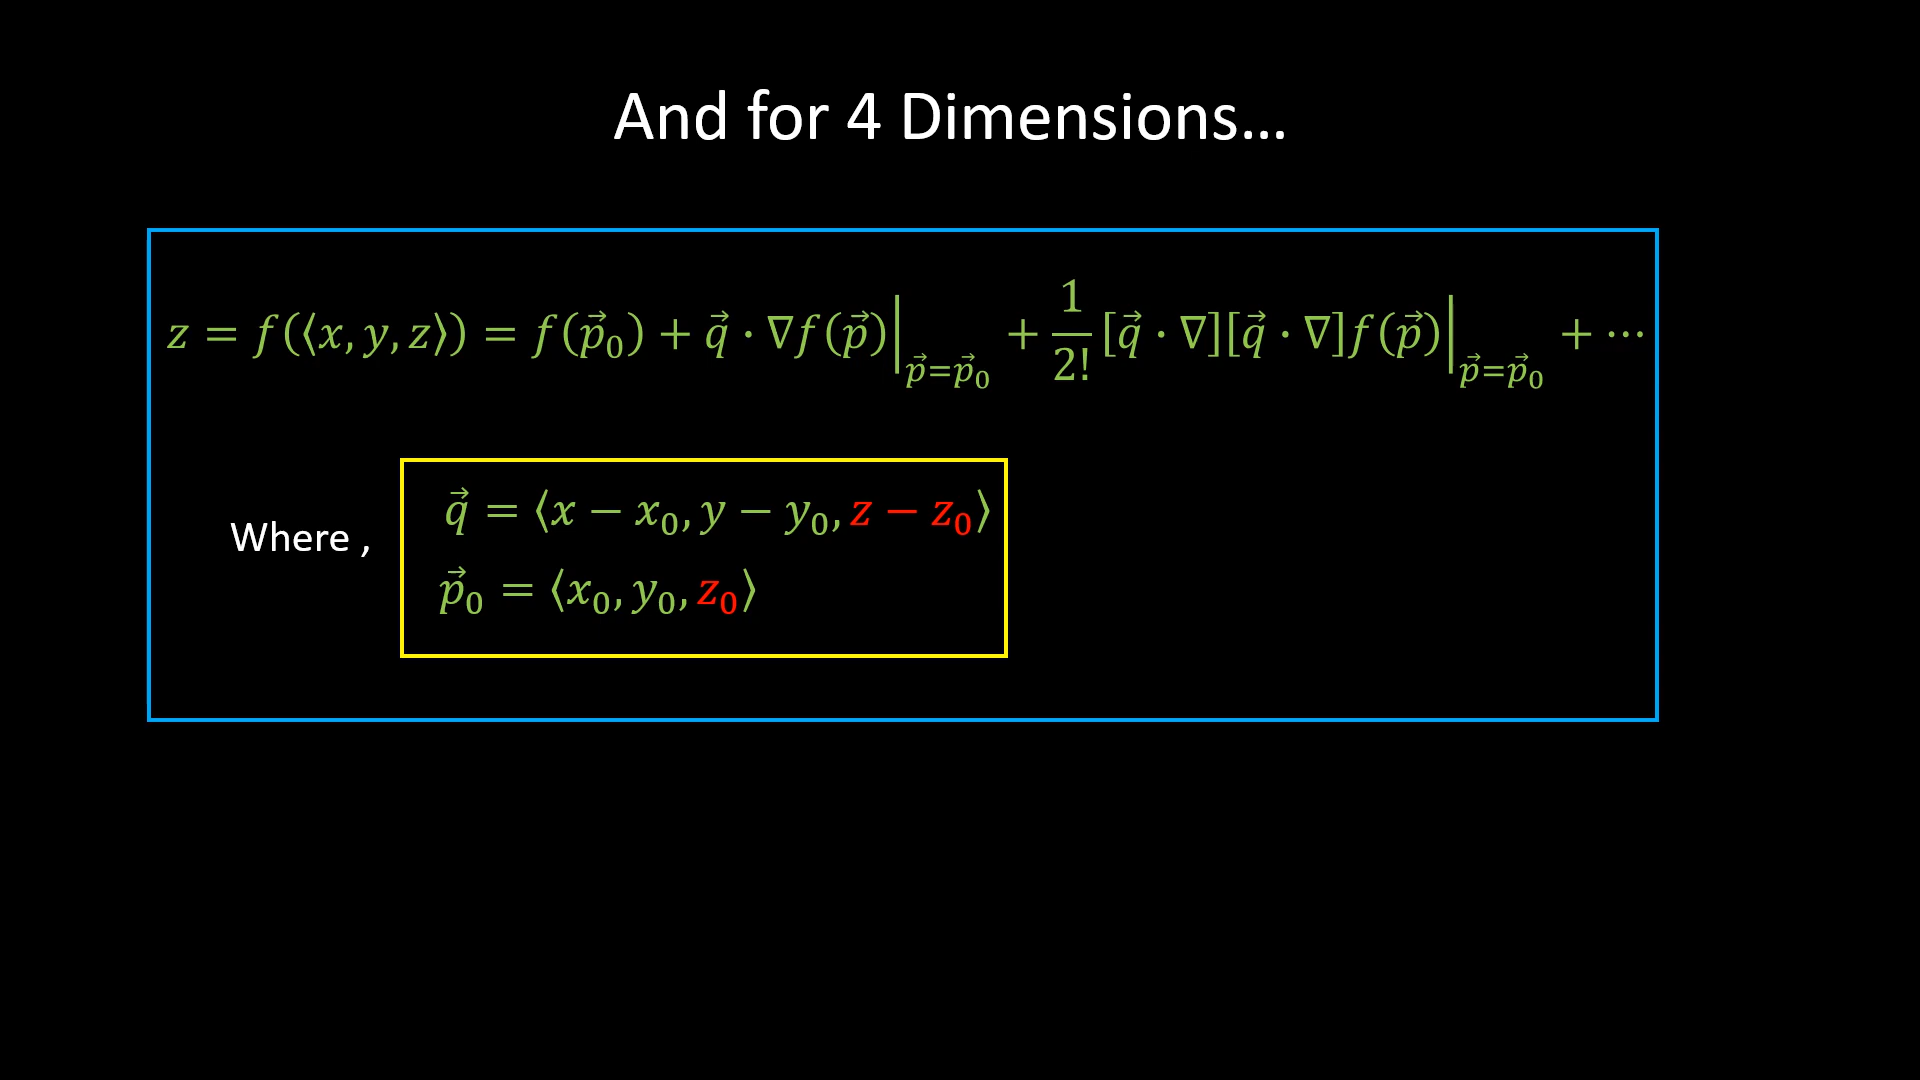 And for 4 Dimensions...
z = f(⟨x, y, z⟩) = f(p⃗₀) + q⃗ · ∇f(p⃗)|p⃗=p⃗₀ + 1/2! [q⃗ · ∇][q⃗ · ∇]f(p⃗)|p⃗=p⃗₀ + ⋯
q⃗ = ⟨x − x₀, y − y₀, z − z₀⟩
Where ,
p⃗₀ = ⟨x₀, y₀, z₀⟩